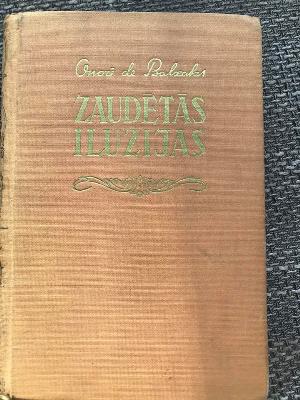 Onorē de Balzaks
ZAUDĒTĀS
ILŪZIJAS